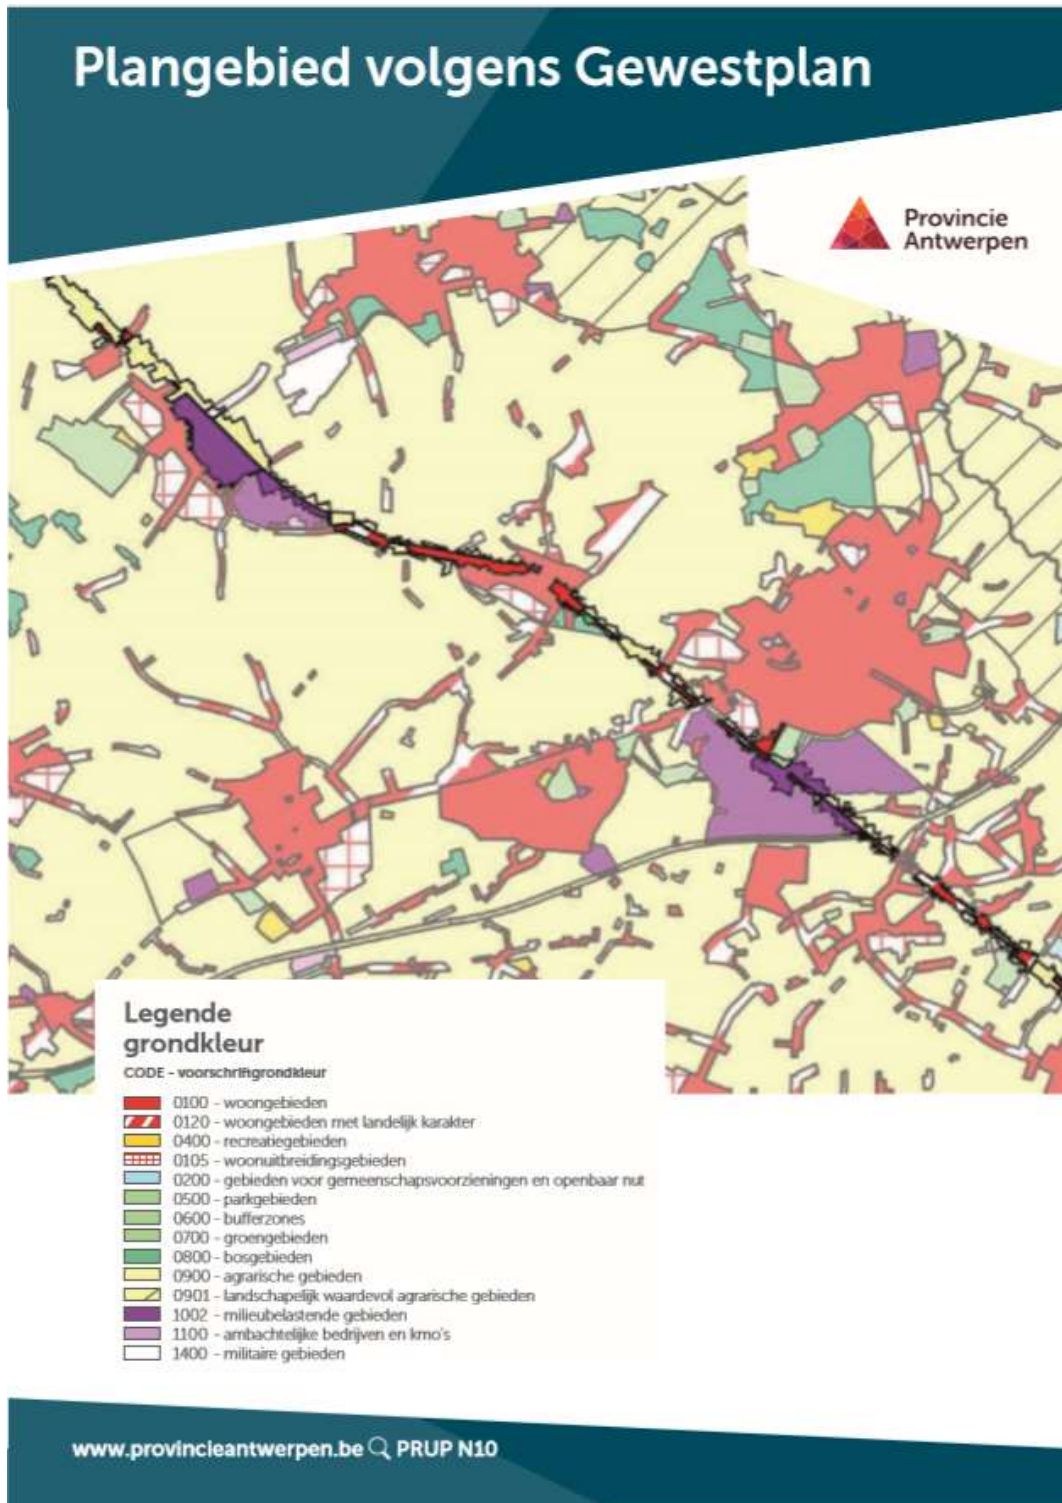 Plangebied volgens Gewestplan
Provincie
Antwerpen
Legende
grondkleur
CODE - voorschriftgrondkleur
0100 - woongebieden
0120 - woongebieden met landelijk karakter
0400 - recreatiegebieden
0105 - woonuitbreidingsgebieden
0200 - gebieden voor gemeenschapsvoorzieningen en openbaar nut
0500 - parkgebieden
0600 - bufferzones
0700 - groengebieden
0800 - bosgebieden
0900 - agrarische gebieden
0901 - landschapelijk waardevol agrarische gebieden
1002 - milieubelastende gebieden
1100 - ambachtelijke bedrijven en kmo's
1400 - militaire gebieden
www.provincieantwerpen.be PRUP N10